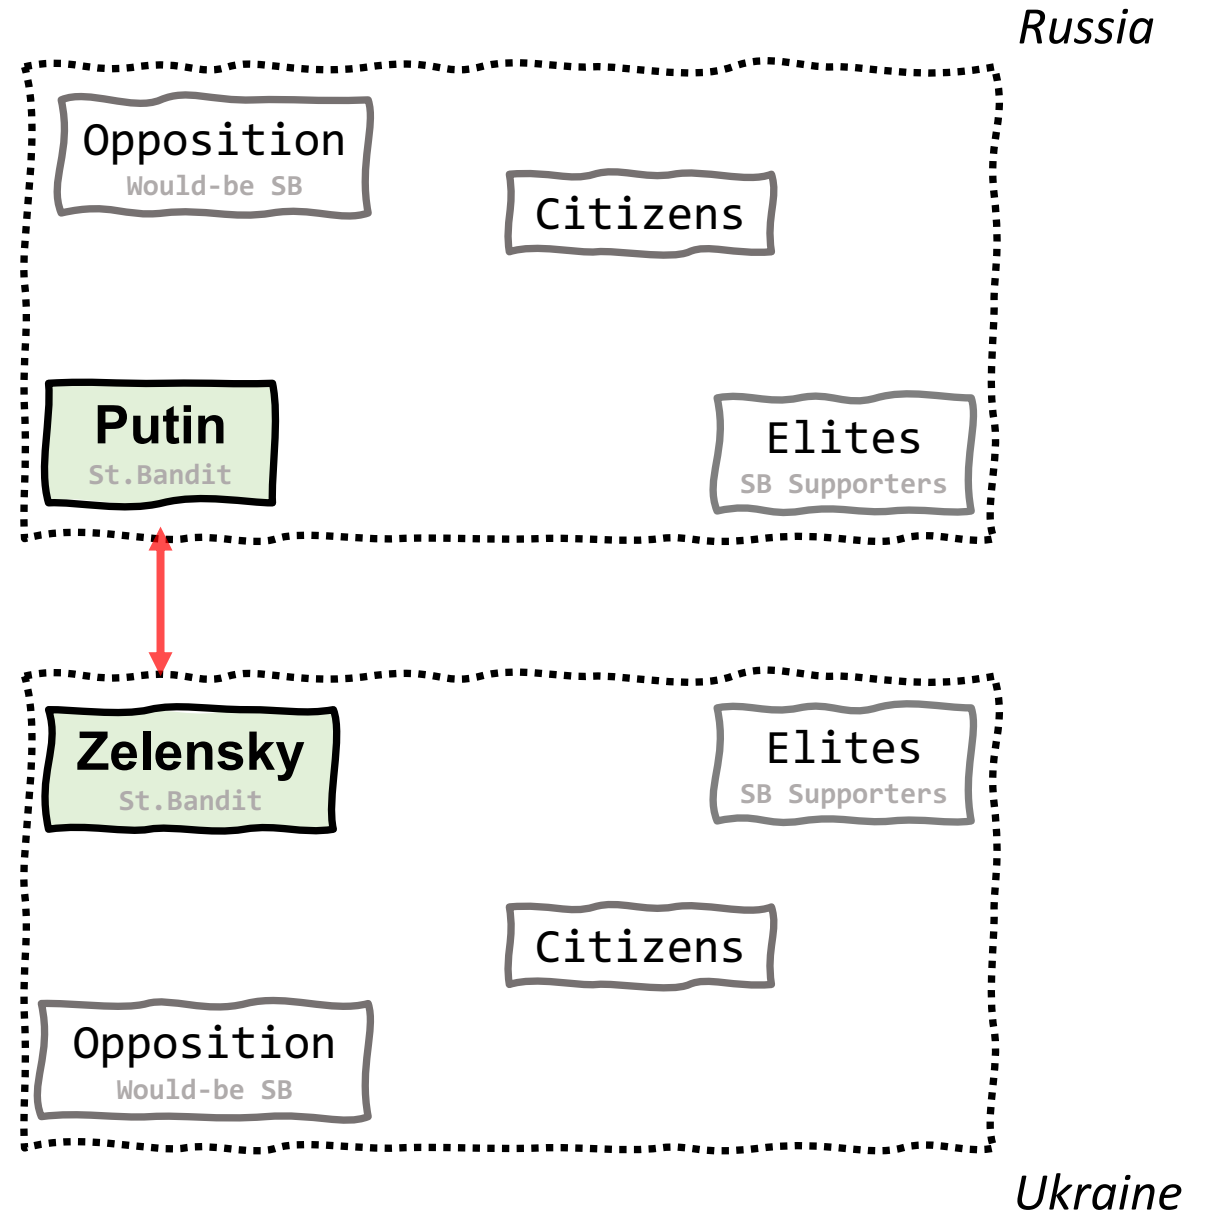 Russia
Opposition
Would-be SB
Citizens
Putin
St.Bandit
Elites
SB Supporters
Zelensky
St.Bandit
Elites
SB Supporters
Citizens
Opposition
Would-be SB
Ukraine